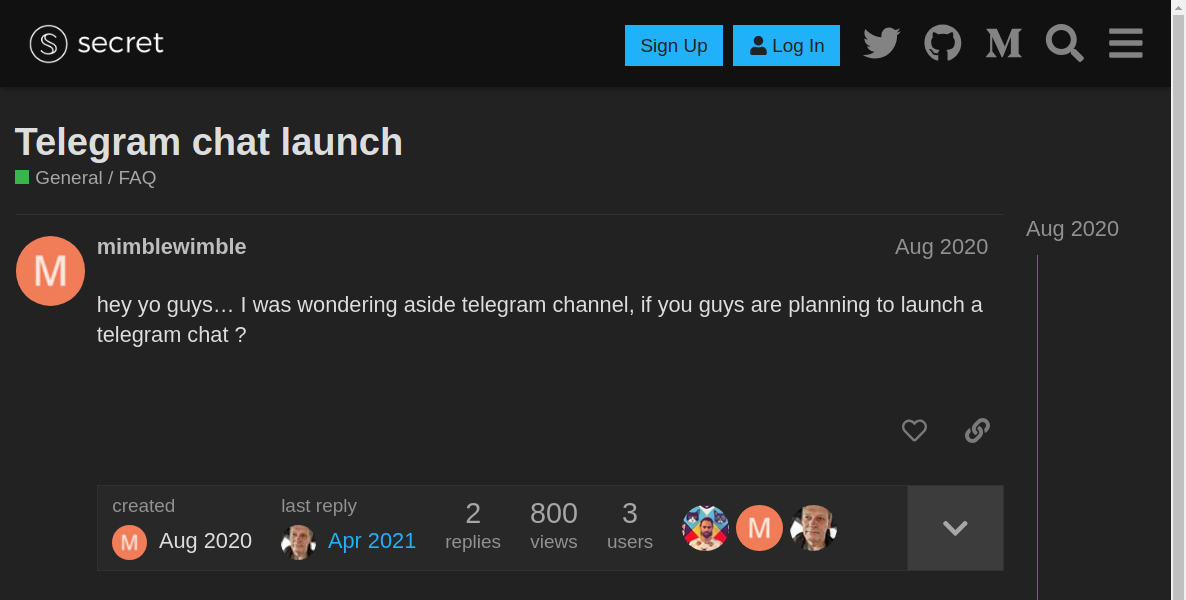 secret
Sign Up
Log In
Telegram chat launch
General / FAQ
Aug 2020
mimblewimble
Aug 2020
M
hey yo guys… I was wondering aside telegram channel, if you guys are planning to launch a
telegram chat ?
created
last reply
2
800
3
M
Aug 2020
Apr 2021
replies
views
users
M